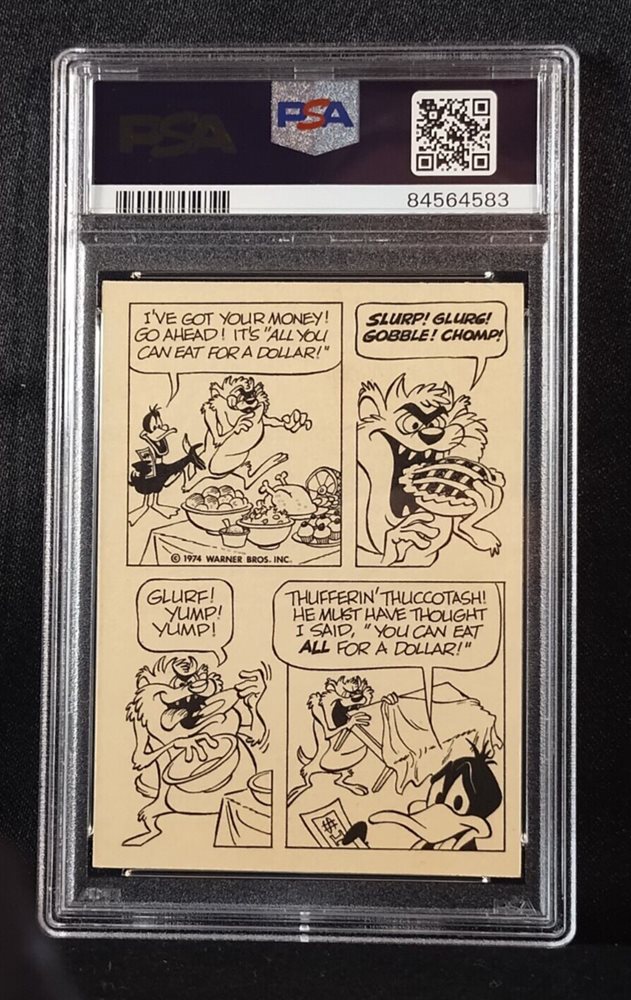 PSA
PSA
84564583
I'VE GOT YOUR MONEY!
GO AHEAD! IT'S "ALL YOU
CAN EAT FOR A DOLLAR!"
SLURP! GLURG!
GOBBLE! CHOMP!
© 1974 WARNER BROS. INC.
GLURF!
YUMP!
YUMP!
THUFFERIN' THUCCOTASH!
HE MUST HAVE THOUGHT
I SAID, "YOU CAN EAT
ALL FOR A DOLLAR!"